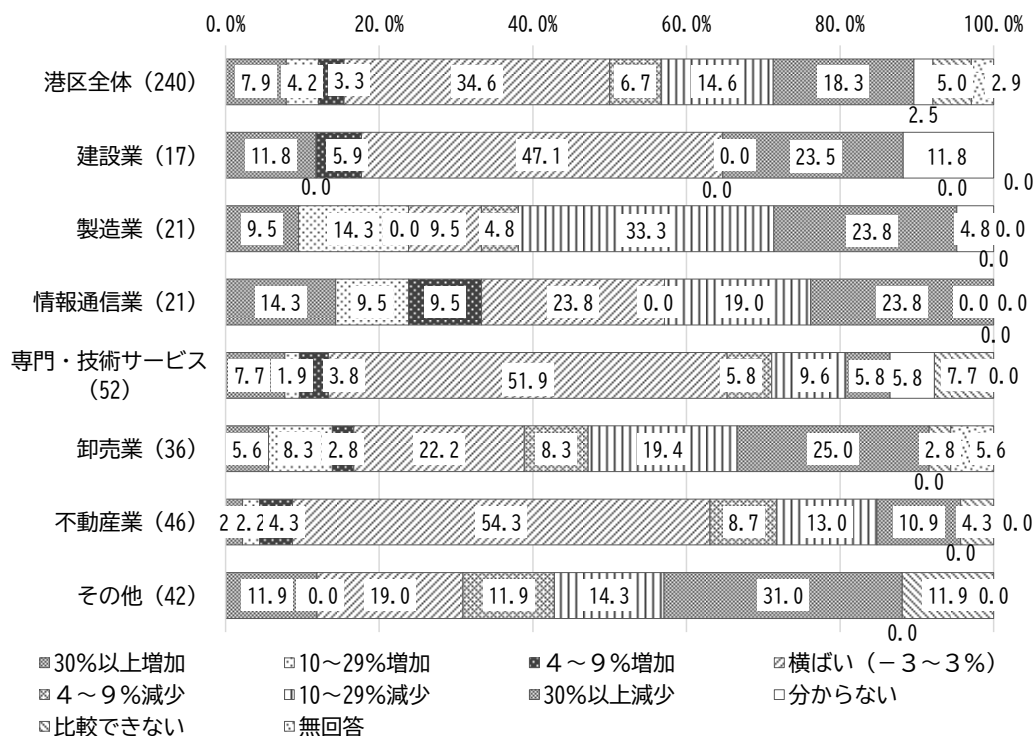 0.0% 20.0% 40.0% 60.0% 80.0% 100.0%
港区全体（240） 7.9 4.2 3.3 34.6 6.7 14.6 18.3 5.0 2.9
2.5
建設業（17） 11.8 5.9 47.1 0.0 23.5 11.8
0.0 0.0 0.0 0.0
製造業（21） 9.5 14.3 0.0 9.5 4.8 33.3 23.8 4.8 0.0
0.0
情報通信業（21） 14.3 9.5 9.5 23.8 0.0 19.0 23.8 0.0 0.0
0.0
専門・技術サービス
（52） 7.7 1.9 3.8 51.9 5.8 9.6 5.8 5.8 7.7 0.0
卸売業（36） 5.6 8.3 2.8 22.2 8.3 19.4 25.0 2.8 5.6
0.0
不動産業（46） 2 2.2 4.3 54.3 8.7 13.0 10.9 4.3 0.0
0.0
その他（42） 11.9 0.0 19.0 11.9 14.3 31.0 11.9 0.0
0.0
30%以上増加 10～29%増加 4～9%増加 横ばい（－3～3%）
4～9%減少 10～29%減少 30%以上減少 分からない
比較できない 無回答